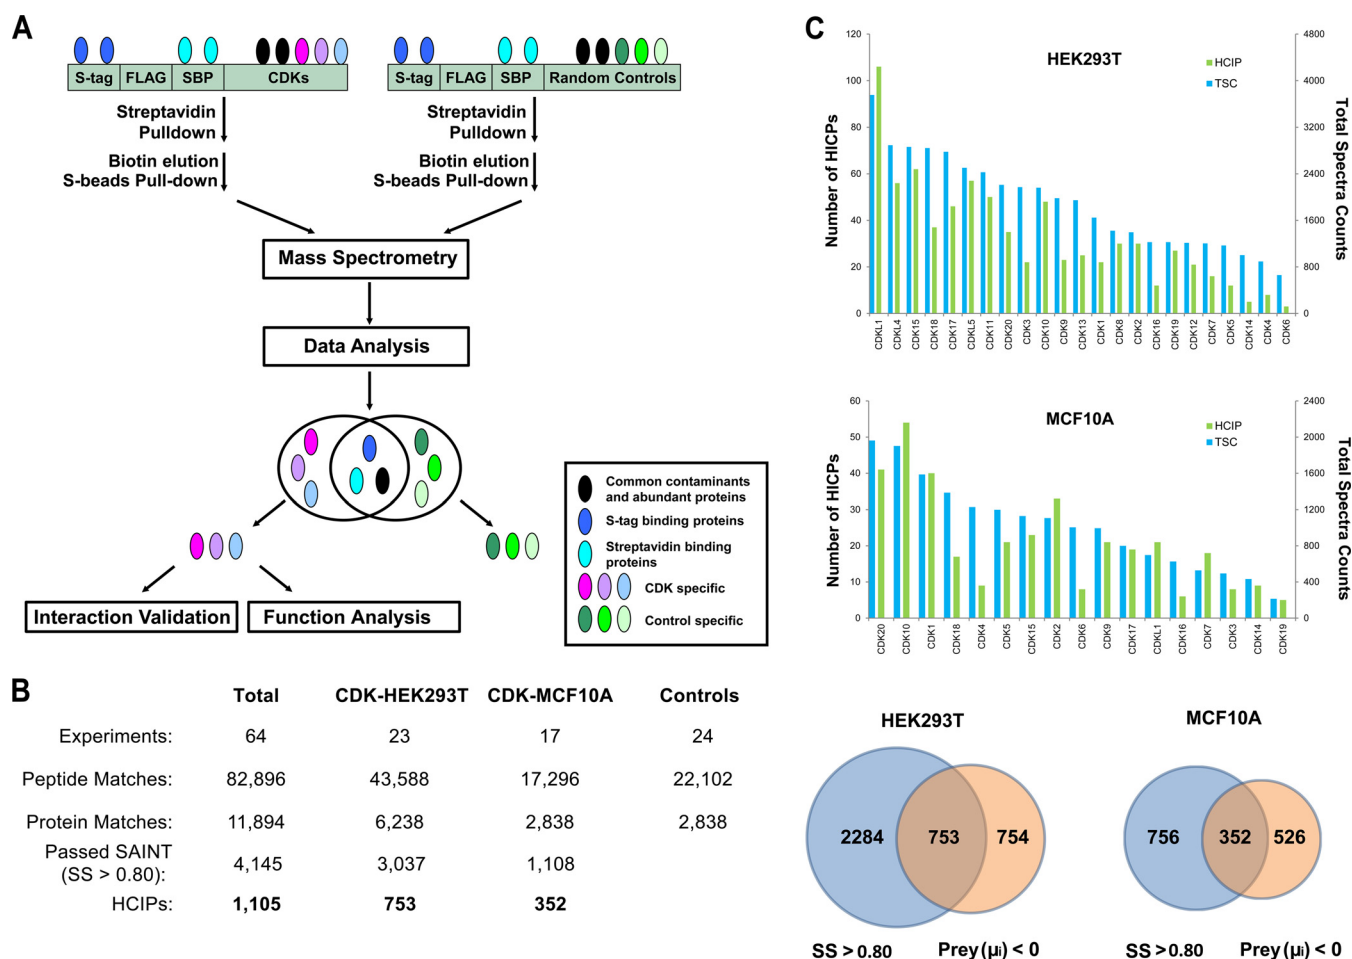 A
S-tag FLAG SBP CDKs
S-tag FLAG SBP Random Controls
Streptavidin
Pulldown
Streptavidin
Pulldown
Biotin elution
S-beads Pull-down
Biotin elution
S-beads Pull-down
Mass Spectrometry
Data Analysis
Interaction Validation
Function Analysis
Common contaminants
and abundant proteins
S-tag binding proteins
Streptavidin binding
proteins
CDK specific
Control specific
B
Total CDK-HEK293T CDK-MCF10A Controls
Experiments: 64 23 17 24
Peptide Matches: 82,896 43,588 17,296 22,102
Protein Matches: 11,894 6,238 2,838 2,838
Passed SAINT
(SS > 0.80): 4,145 3,037 1,108
HCIPs: 1,105 753 352
C
HEK293T
HCIP
TSC
Number of HICPs
Total Spectra Counts
120
100
80
60
40
20
0
4800
4000
3200
2400
1600
800
0
CDKL1 CDKL4 CDK15 CDK18 CDK17 CDKL5 CDK11 CDK20 CDK3 CDK10 CDK9 CDK13 CDK1 CDK8 CDK2 CDK16 CDK19 CDK12 CDK7 CDK5 CDK14 CDK4 CDK6
MCF10A
HCIP
TSC
Number of HICPs
Total Spectra Counts
60
50
40
30
20
10
0
2400
2000
1600
1200
800
400
0
CDK20 CDK10 CDK1 CDK18 CDK4 CDK5 CDK15 CDK2 CDK6 CDK9 CDK17 CDKL1 CDK16 CDK7 CDK3 CDK14 CDK19
HEK293T
2284 753 754
SS > 0.80 Prey (μi) < 0
MCF10A
756 352 526
SS > 0.80 Prey (μi) < 0